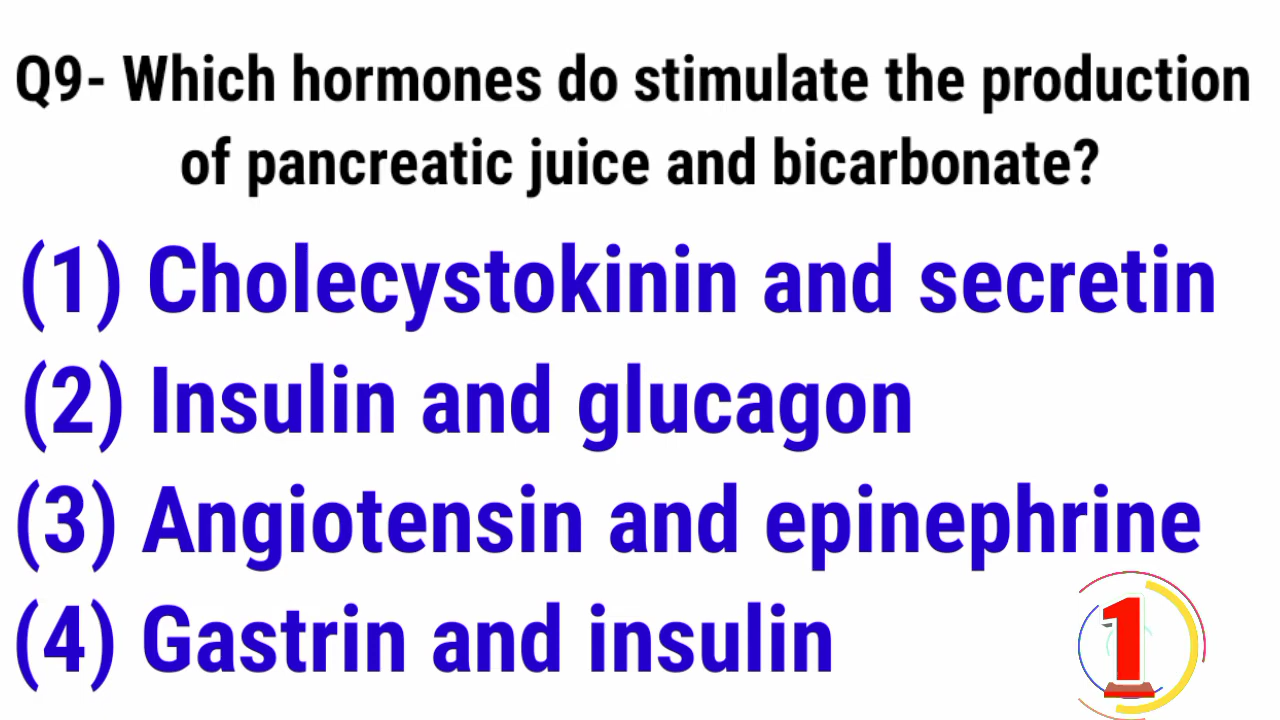 Q9- Which hormones do stimulate the production
of pancreatic juice and bicarbonate?
(1) Cholecystokinin and secretin
(2) Insulin and glucagon
(3) Angiotensin and epinephrine
(4) Gastrin and insulin
1